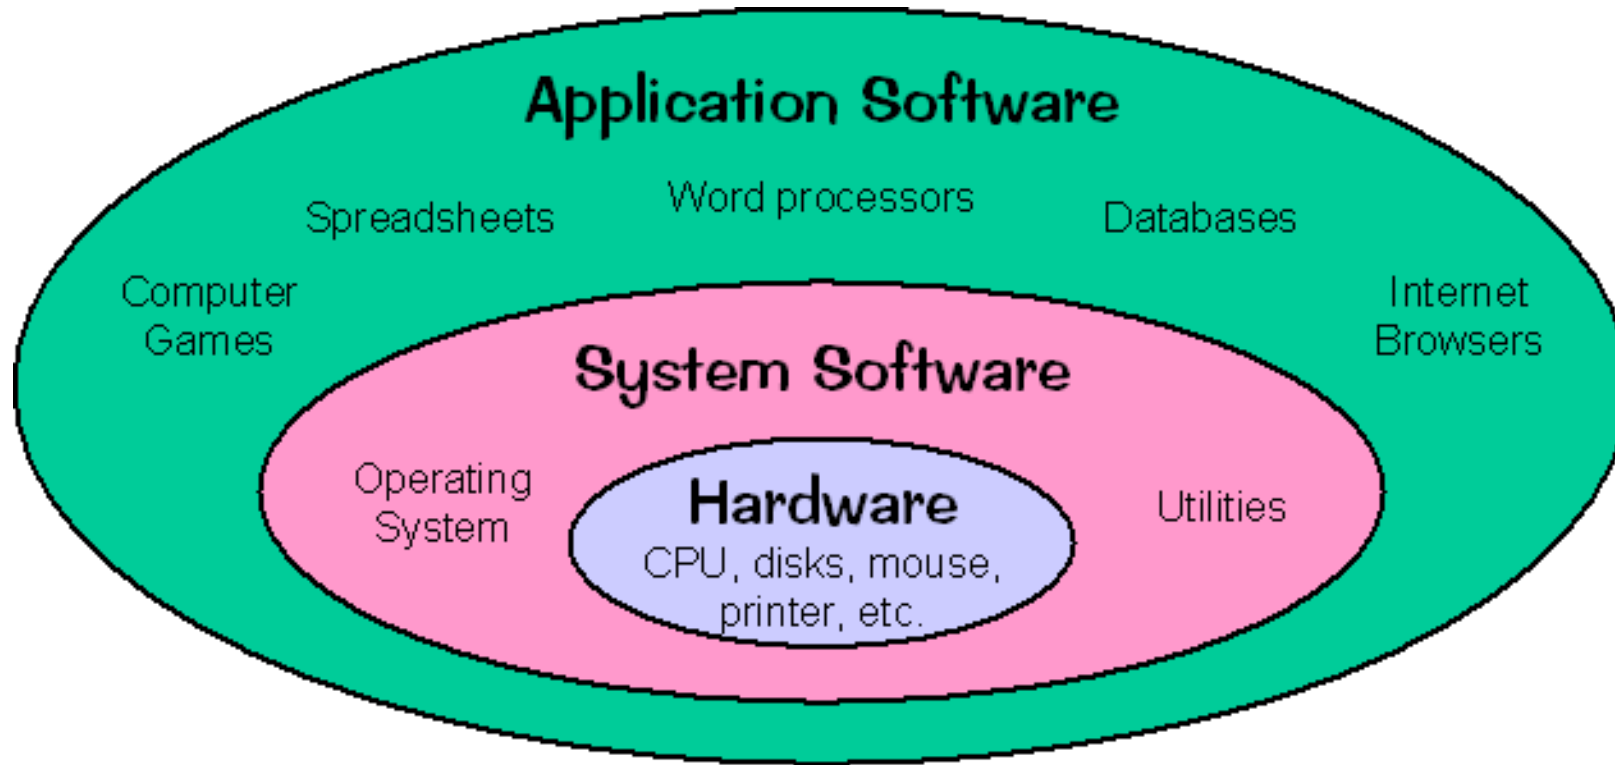 Application Software
Word processors
Spreadsheets
Databases
Computer
Games
Internet
Browsers
System Software
Operating
System
Utilities
Hardware
CPU, disks, mouse,
printer, etc.